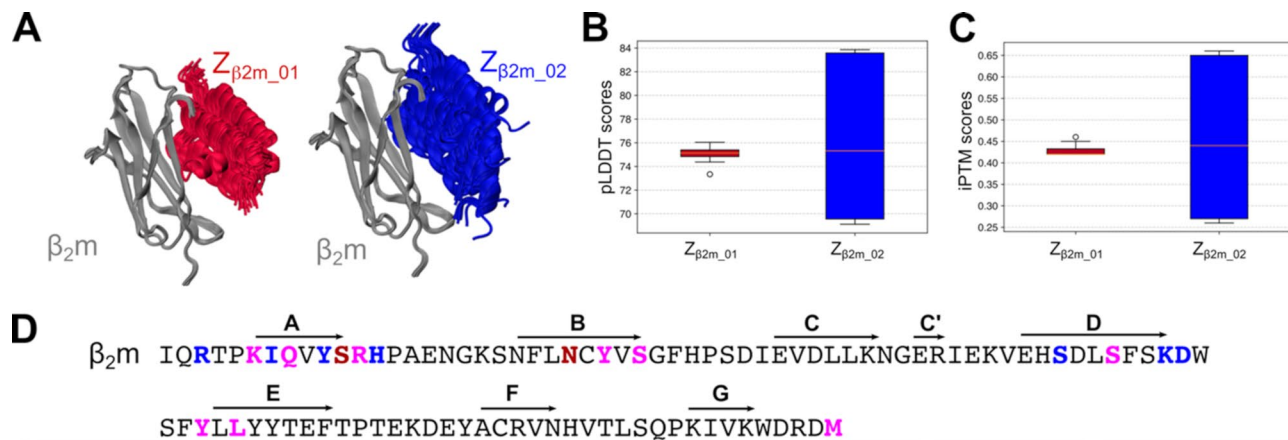 A
Zβ2m_01
Zβ2m_02
β2m
β2m
B
pLDDT scores
84
82
80
78
76
74
72
70
Zβ2m_01
Zβ2m_02
C
iPTM scores
0.65
0.60
0.55
0.50
0.45
0.40
0.35
0.30
0.25
Zβ2m_01
Zβ2m_02
D
A B C C' D
β2m IQRTPKIQVYSRHPAENGKSNFLNCYVSGFHPSDIEVDLLKNGERIEKVEHSDLSFSKDW
E F G
SFYLLYYTEFTPTEKDEYACRVNHVTLSQPKIVKWDRDM